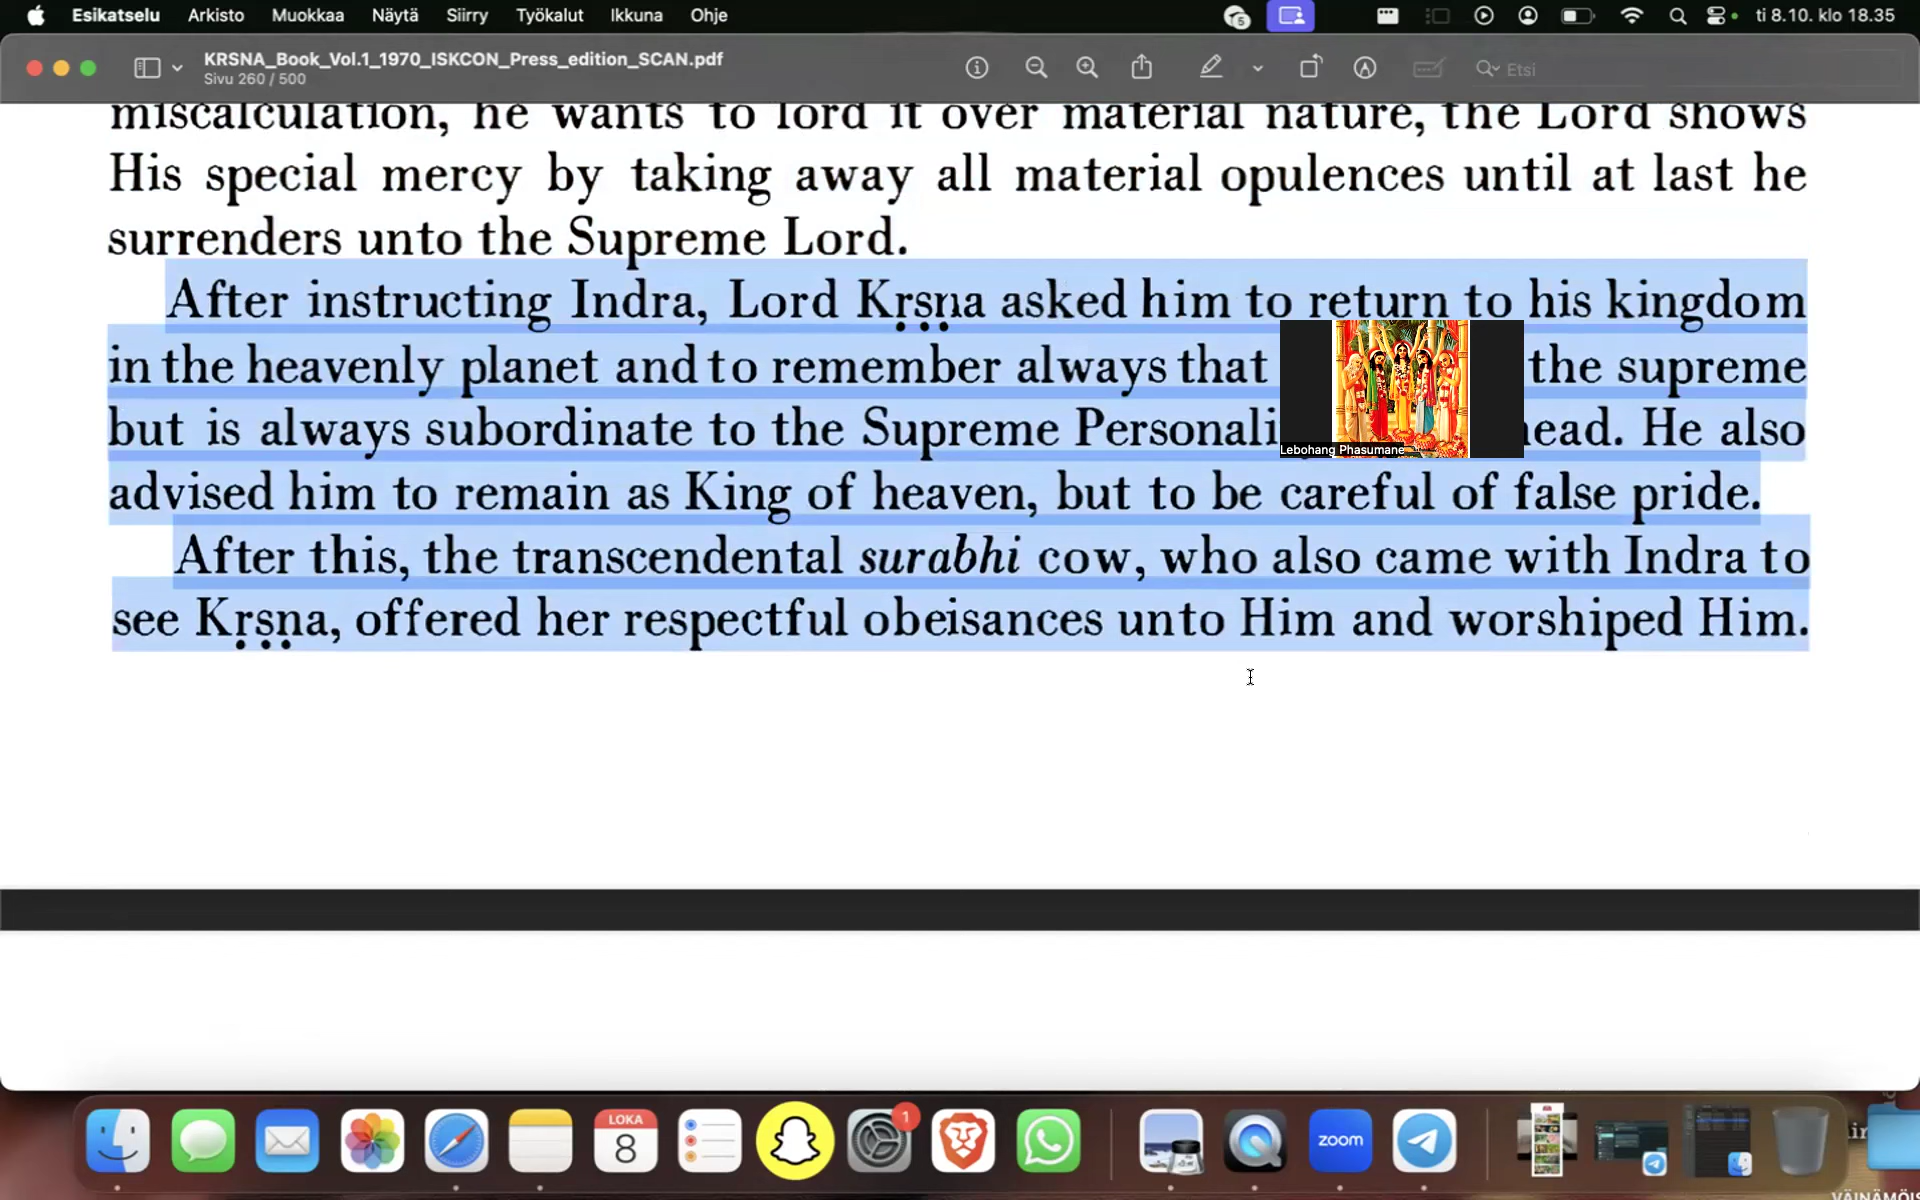 Esikatselu Arkisto Muokkaa Näytä Siirry Työkalut Ikkuna Ohje 5 ti 8.10. klo 18.35
KRSNA_Book_Vol.1_1970_ISKCON_Press_edition_SCAN.pdf
Sivu 260 / 500
Etsi
miscalculation, he wants to lord it over material nature, the Lord shows
His special mercy by taking away all material opulences until at last he
surrenders unto the Supreme Lord.
After instructing Indra, Lord Kṛṣṇa asked him to return to his kingdom
in the heavenly planet and to remember always that the supreme
but is always subordinate to the Supreme Personali head. He also
advised him to remain as King of heaven, but to be careful of false pride.
After this, the transcendental surabhi cow, who also came with Indra to
see Kṛṣṇa, offered her respectful obeisances unto Him and worshiped Him.
Lebohang Phasumane
LOKA
8
1
zoom